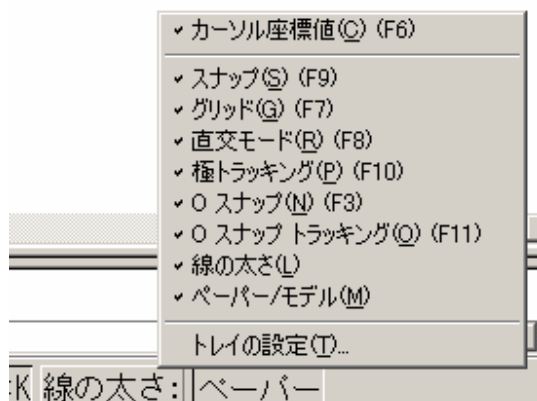 カーソル座標値(C) (F6)
スナップ(S) (F9)
グリッド(G) (F7)
直交モード(R) (F8)
極トラッキング(P) (F10)
O スナップ(N) (F3)
O スナップ トラッキング(O) (F11)
線の太さ(L)
ペーパー/モデル(M)
トレイの設定(T)...
K 線の太さ: ペーパー